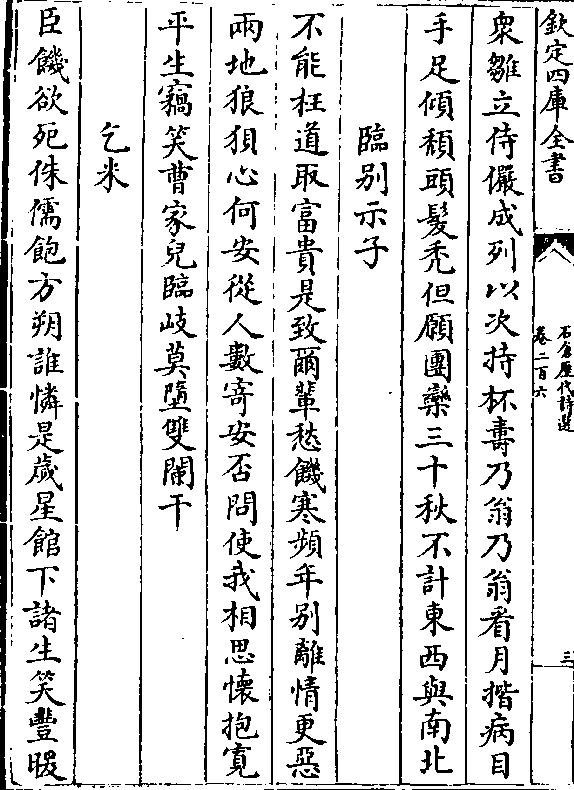 欽定四庫全書
石倉歷代詩選
卷二百六
三
衆雛立侍儼成列以次持杯壽乃翁乃翁看月揩病目
手足傾頽頭髮禿但願團欒三十秋不計東西與南北
臨別示子
不能枉道取富貴是致爾輩愁饑寒頻年别離情更惡
兩地狼狽心何安從人數寄安否問使我相思懷抱寛
平生竊笑曹家兒臨岐莫墮雙闌干
乞米
臣饑欲死侏儒飽方朔誰憐是歲星館下諸生笑豐暖